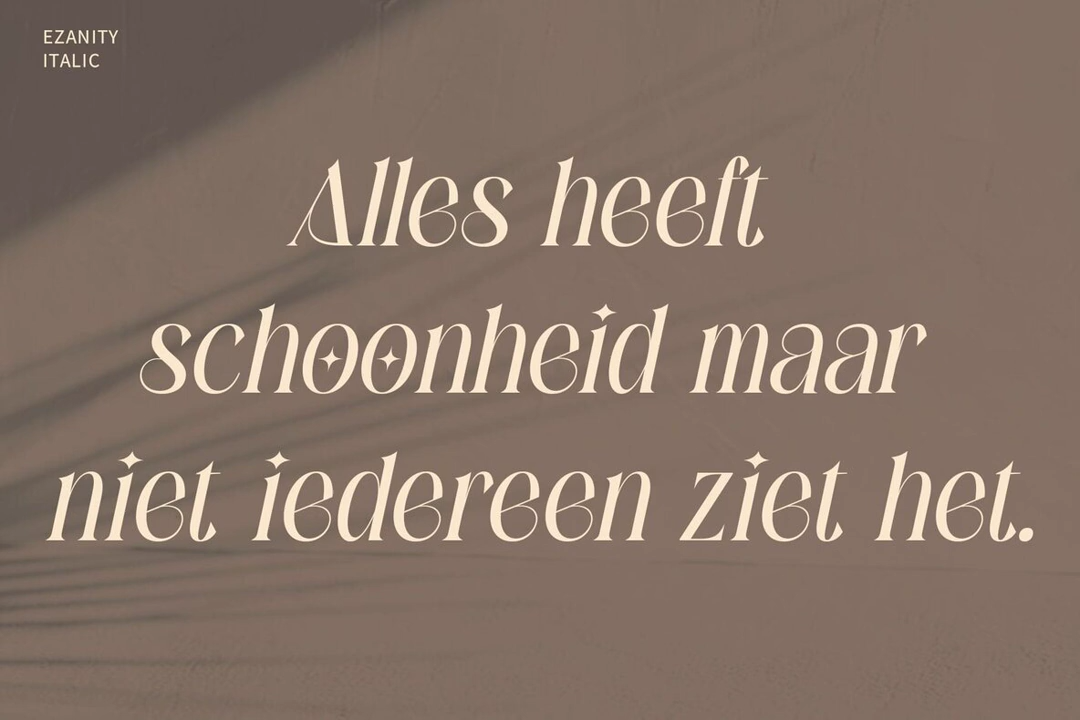 EZANITY
ITALIC
Alles heeft
schoonheid maar
niet iedereen ziet het.